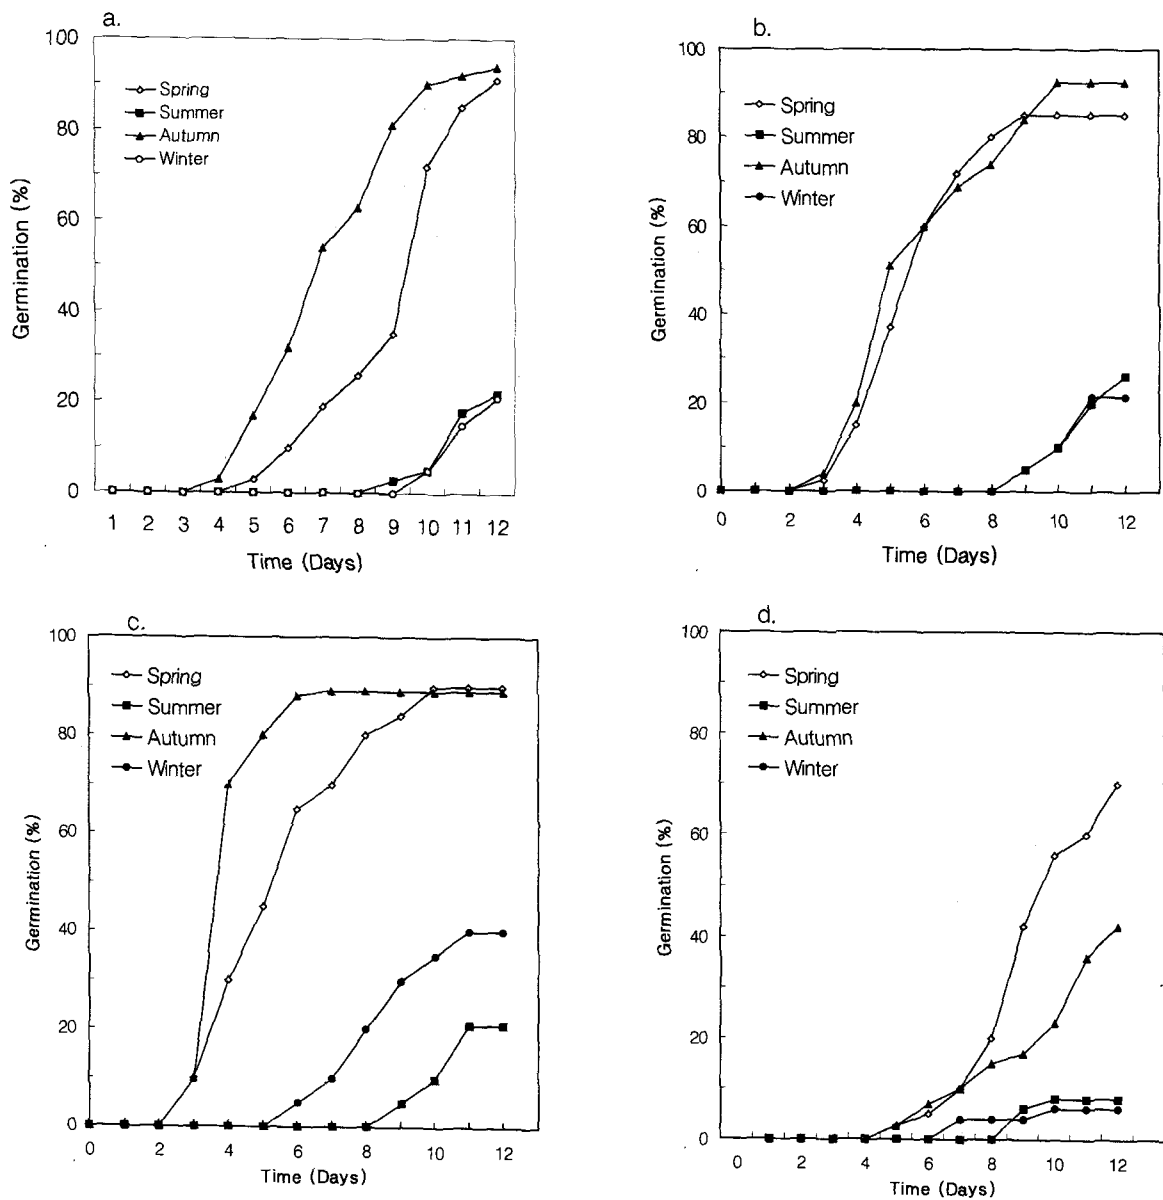 a.
100
80
60
40
20
0
Germination (%)
Spring
Summer
Autumn
Winter
1 2 3 4 5 6 7 8 9 10 11 12
Time (Days)
b.
100
80
60
40
20
0
Germination (%)
Spring
Summer
Autumn
Winter
0 2 4 6 8 10 12
Time (Days)
c.
100
80
60
40
20
0
Germination (%)
Spring
Summer
Autumn
Winter
0 2 4 6 8 10 12
Time (Days)
d.
100
80
60
40
20
0
Germination (%)
Spring
Summer
Autumn
Winter
0 2 4 6 8 10 12
Time (Days)